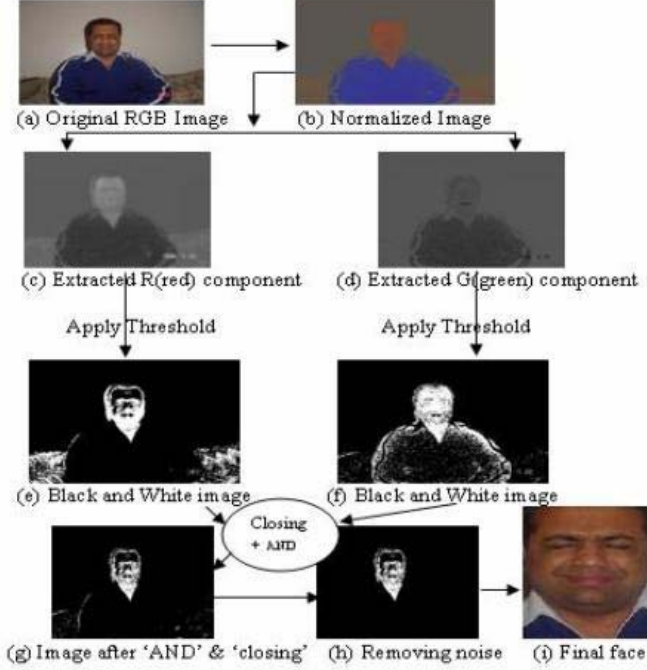 (a) Original RGB Image
(b) Normalized Image
(c) Extracted R(red) component
(d) Extracted G(green) component
Apply Threshold
Apply Threshold
(e) Black and White image
(f) Black and White image
Closing
+ AND
(g) Image after ‘AND’ & ‘closing’
(h) Removing noise
(i) Final face